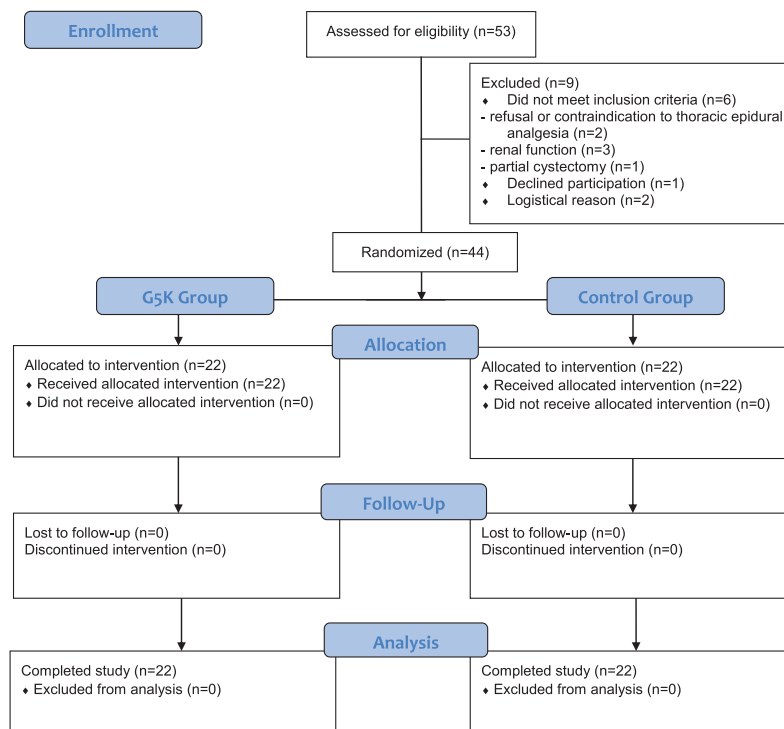 Enrollment
Assessed for eligibility (n=53)
Excluded (n=9)
♦ Did not meet inclusion criteria (n=6)
- refusal or contraindication to thoracic epidural
analgesia (n=2)
- renal function (n=3)
- partial cystectomy (n=1)
♦ Declined participation (n=1)
♦ Logistical reason (n=2)
Randomized (n=44)
G5K Group
Control Group
Allocation
Allocated to intervention (n=22)
♦ Received allocated intervention (n=22)
♦ Did not receive allocated intervention (n=0)
Allocated to intervention (n=22)
♦ Received allocated intervention (n=22)
♦ Did not receive allocated intervention (n=0)
Follow-Up
Lost to follow-up (n=0)
Discontinued intervention (n=0)
Lost to follow-up (n=0)
Discontinued intervention (n=0)
Analysis
Completed study (n=22)
♦ Excluded from analysis (n=0)
Completed study (n=22)
♦ Excluded from analysis (n=0)